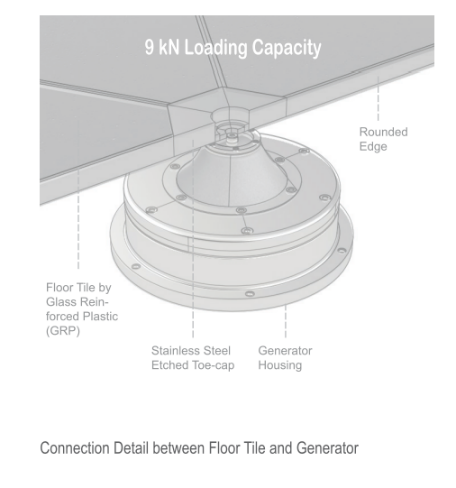 9 kN Loading Capacity
Rounded
Edge
Floor Tile by
Glass Rein-
forced Plastic
(GRP)
Stainless Steel
Etched Toe-cap
Generator
Housing
Connection Detail between Floor Tile and Generator